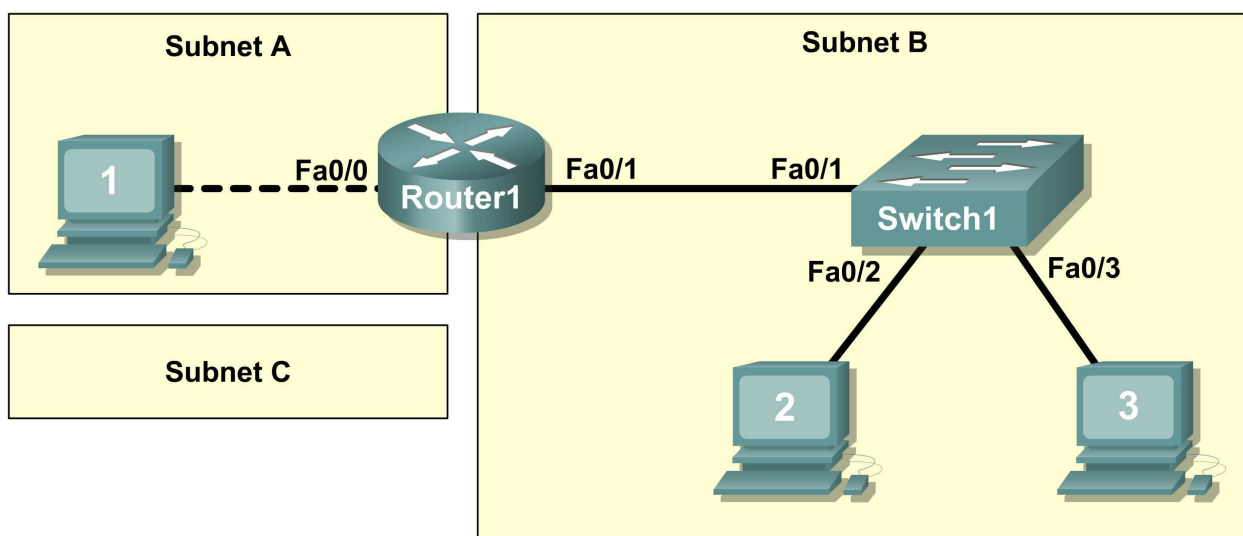 Subnet A
Subnet B
1
Fa0/0
Router1
Fa0/1
Fa0/1
Switch1
Fa0/2
Fa0/3
Subnet C
2
3